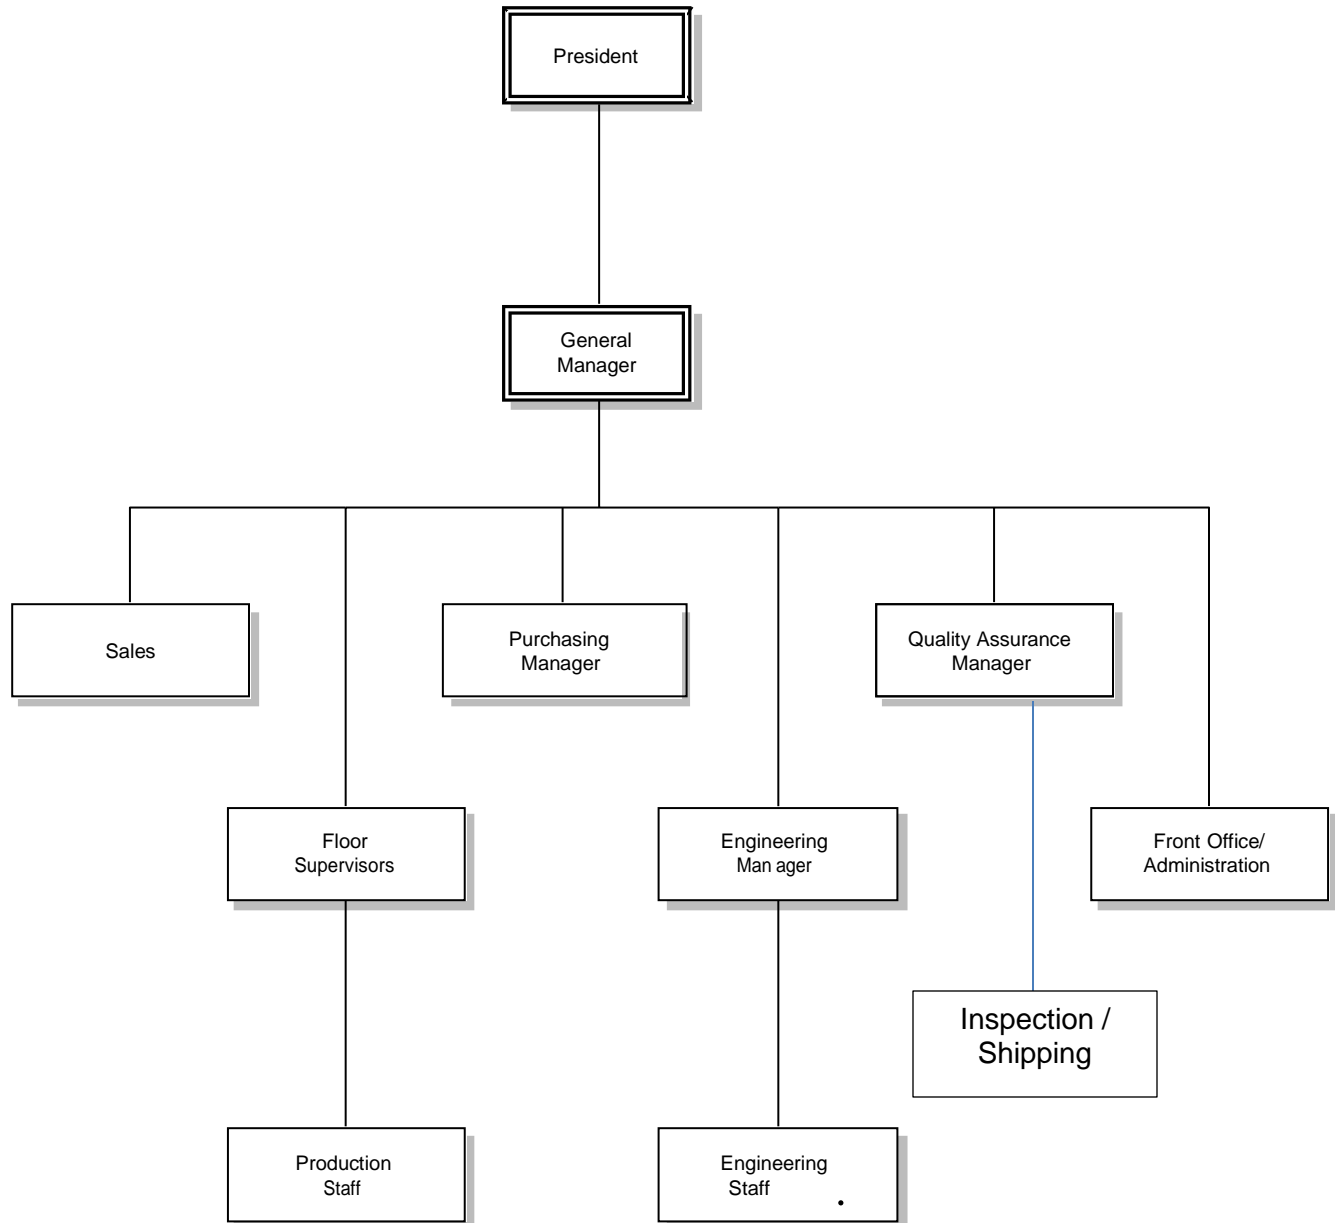 President
General
Manager
Sales
Purchasing
Manager
Quality Assurance
Manager
Floor
Supervisors
Engineering
Man ager
Front Office/
Administration
Inspection /
Shipping
Production
Staff
Engineering
Staff .